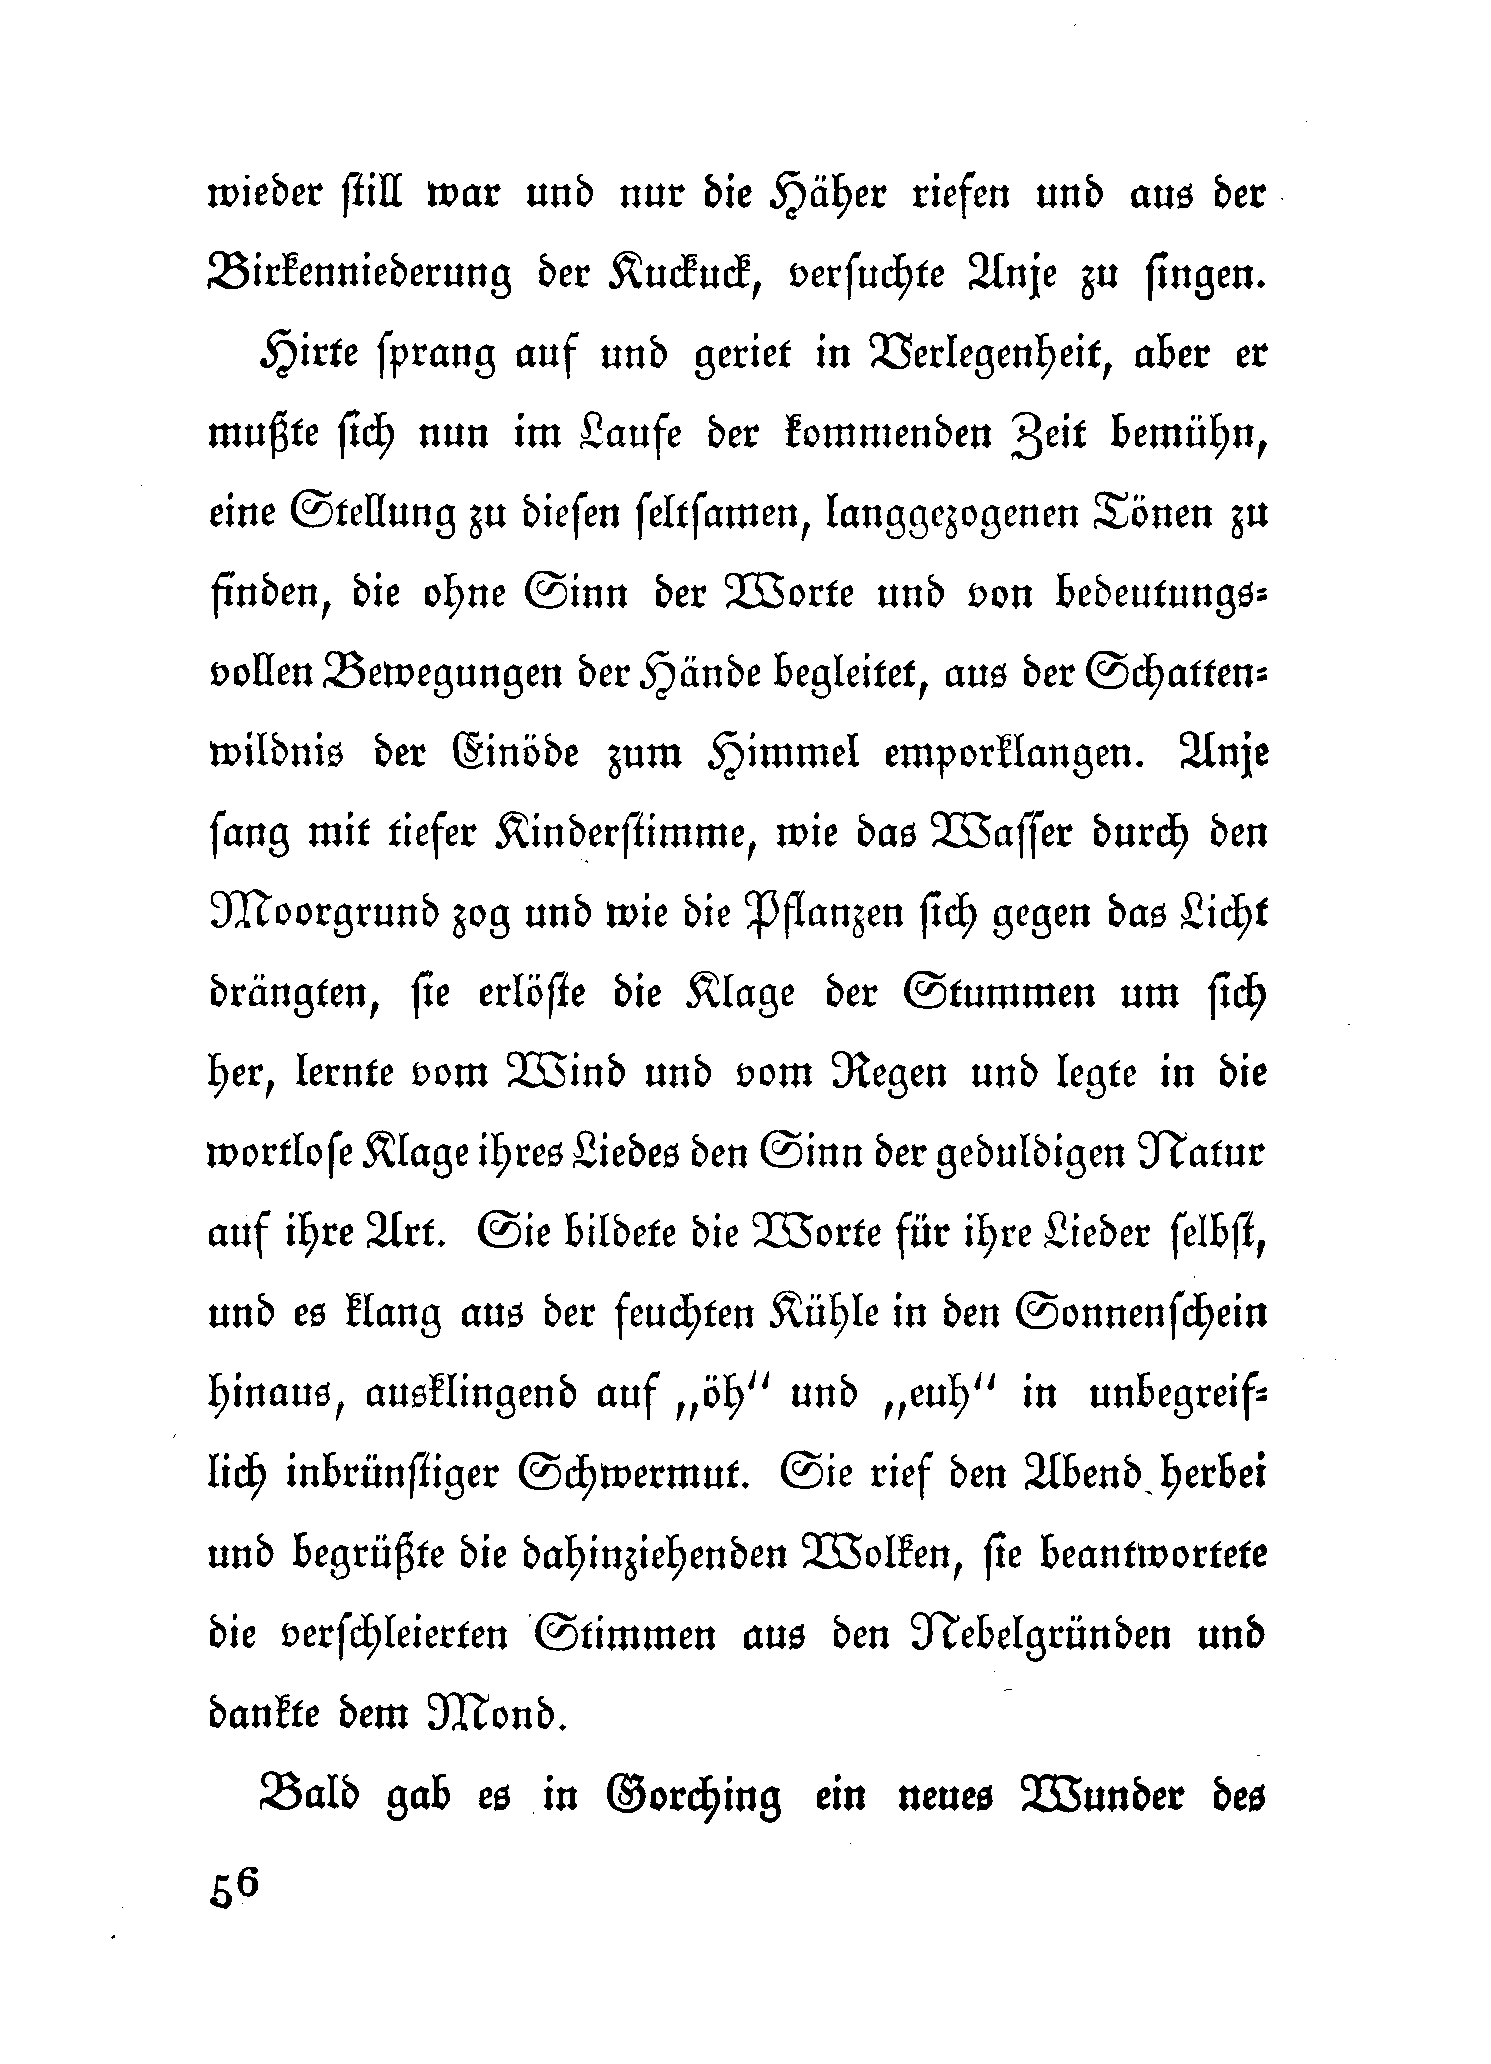 wieder ſtill war und nur die Häher riefen und aus der
Birkenniederung der Kuckuck, verſuchte Anje zu ſingen.
Hirte ſprang auf und geriet in Verlegenheit, aber er
mußte ſich nun im Laufe der kommenden Zeit bemühn,
eine Stellung zu dieſen ſeltſamen, langgezogenen Tönen zu
finden, die ohne Sinn der Worte und von bedeutungs⸗
vollen Bewegungen der Hände begleitet, aus der Schatten⸗
wildnis der Einöde zum Himmel emporklangen. Anje
ſang mit tiefer Kinderſtimme, wie das Waſſer durch den
Moorgrund zog und wie die Pflanzen ſich gegen das Licht
drängten, ſie erlöſte die Klage der Stummen um ſich
her, lernte vom Wind und vom Regen und legte in die
wortloſe Klage ihres Liedes den Sinn der geduldigen Natur
auf ihre Art. Sie bildete die Worte für ihre Lieder ſelbſt,
und es klang aus der feuchten Kühle in den Sonnenſchein
hinaus, ausklingend auf „öh“ und „euh“ in unbegreif⸗
lich inbrünſtiger Schwermut. Sie rief den Abend herbei
und begrüßte die dahinziehenden Wolken, ſie beantwortete
die verſchleierten Stimmen aus den Nebelgründen und
dankte dem Mond.
Bald gab es in Gorching ein neues Wunder des
56